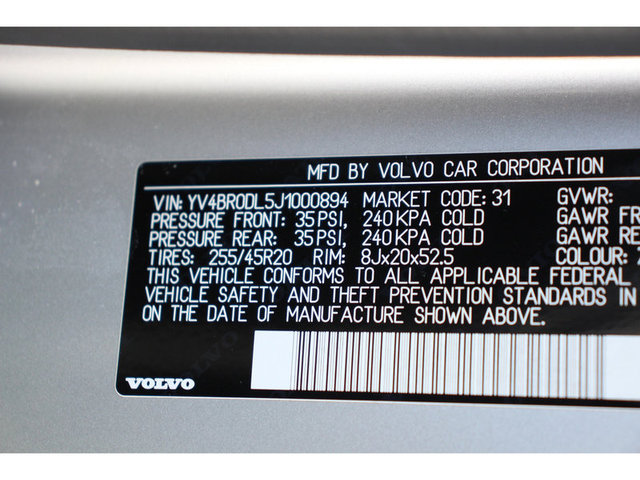 MFD BY VOLVO CAR CORPORATION
VIN: YV4BR0DL5J1000894 MARKET CODE: 31 GVWR:
PRESSURE FRONT: 35 PSI, 240 KPA COLD GAWR FR
PRESSURE REAR: 35 PSI, 240 KPA COLD GAWR RE
TIRES: 255/45R20 RIM: 8Jx20x52.5 COLOUR: 7
THIS VEHICLE CONFORMS TO ALL APPLICABLE FEDERAL
VEHICLE SAFETY AND THEFT PREVENTION STANDARDS IN
ON THE DATE OF MANUFACTURE SHOWN ABOVE.
VOLVO